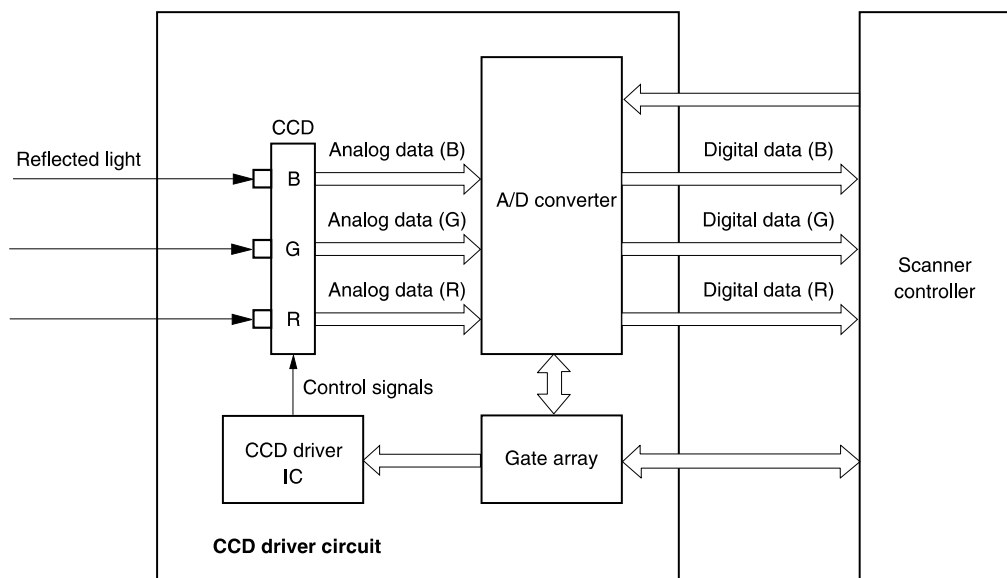 CCD
Reflected light
Analog data (B)
Digital data (B)
B
A/D converter
Analog data (G)
Digital data (G)
G
Scanner
controller
Analog data (R)
Digital data (R)
R
Control signals
CCD driver
IC
Gate array
CCD driver circuit